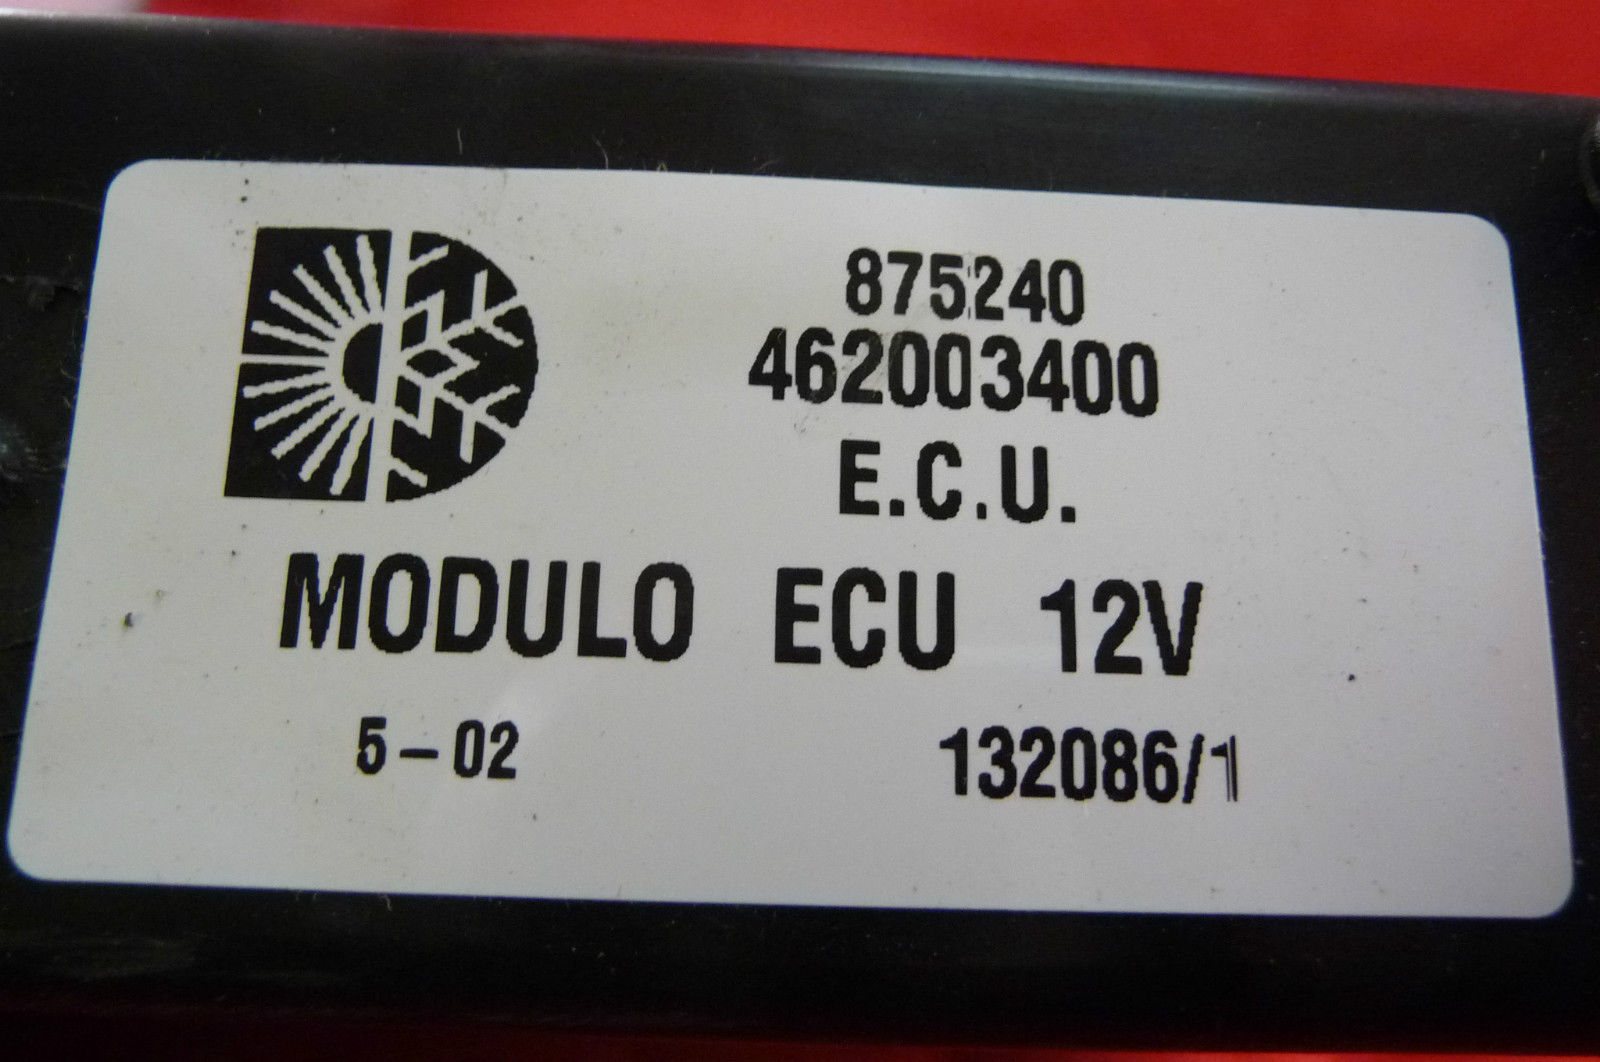 875240
462003400
E.C.U.
MODULO ECU 12V
5-02 132086/1